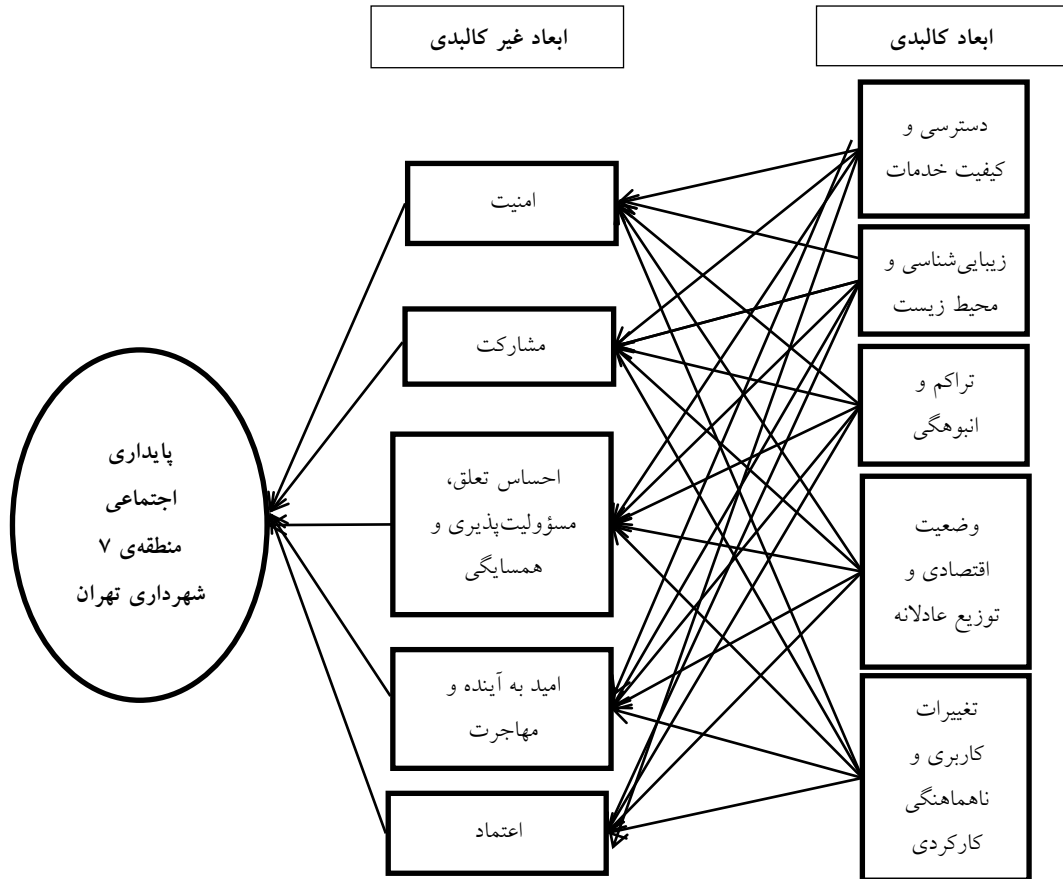 ابعاد کالبدی
ابعاد غیر کالبدی
دسترسی و
کیفیت خدمات
زیبایی‌شناسی و
محیط زیست
تراکم و
انبوهگی
وضعیت
اقتصادی و
توزیع عادلانه
تغییرات
کاربری و
ناهماهنگی
کارکردی
امنیت
مشارکت
احساس تعلق،
مسؤولیت‌پذیری و
همسایگی
امید به آینده و
مهاجرت
اعتماد
پایداری
اجتماعی
منطقه‌ی ۷
شهرداری تهران